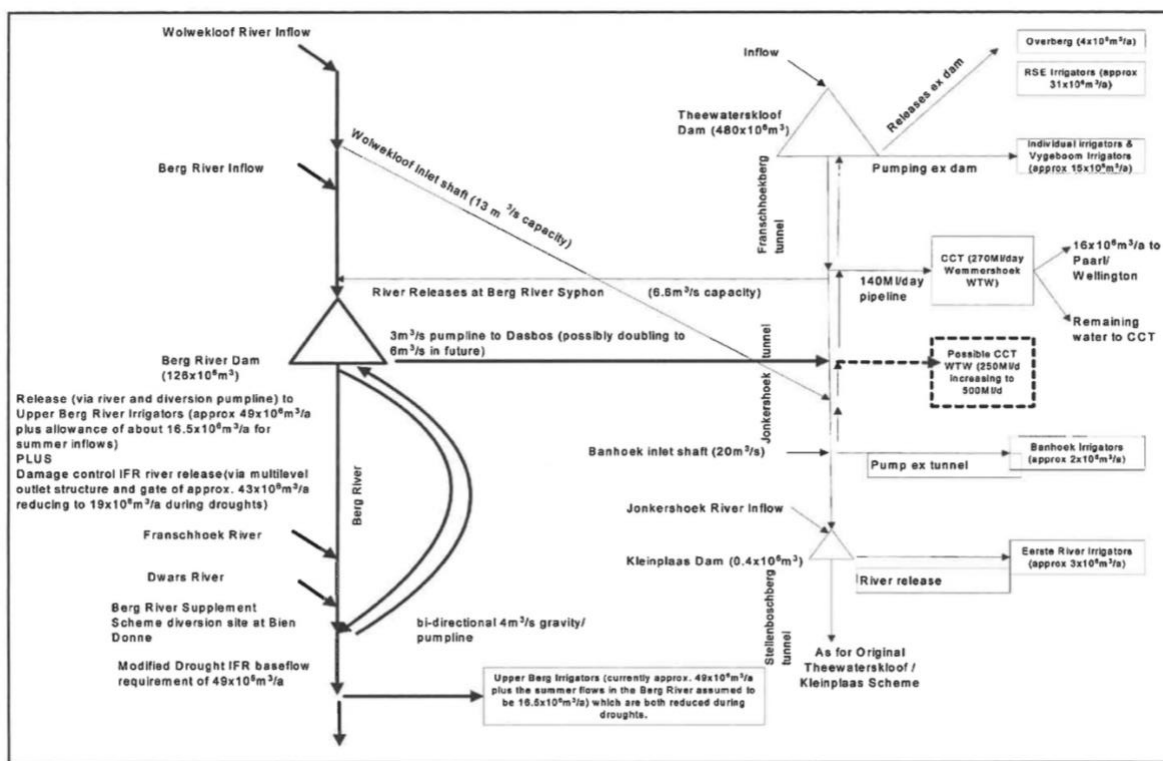 Wolwekloof River Inflow
Berg River Inflow
Wolwekloof Inlet shaft (13 m³/s capacity)
River Releases at Berg River Syphon (6.6m³/s capacity)
3m³/s pumpline to Dasbos (possibly doubling to
6m³/s in future)
Berg River Dam
(126x10⁶m³)
Release (via river and diversion pumpline) to
Upper Berg River Irrigators (approx 49x10⁶m³/a
plus allowance of about 16.5x10⁶m³/a for
summer inflows)
PLUS
Damage control IFR river release(via multilevel
outlet structure and gate of approx. 43x10⁶m³/a
reducing to 19x10⁶m³/a during droughts)
Berg River
Franschhoek River
Dwars River
Berg River Supplement
Scheme diversion site at Bien
Donne
bi-directional 4m³/s gravity/
pumpline
Modified Drought IFR baseflow
requirement of 49x10⁶m³/a
Upper Berg Irrigators (currently approx. 49x10⁶m³/a
plus the summer flows in the Berg River assumed to
be 16.5x10⁶m³/a) which are both reduced during
droughts.
Inflow
Theewaterskloof
Dam (480x10⁶m³)
Releases ex dam
Overberg (4x10⁶m³/a)
RSE Irrigators (approx
31x10⁶m³/a)
Pumping ex dam
Individual irrigators &
Vygeboom Irrigators
(approx 15x10⁶m³/a)
Franschhoekberg
tunnel
140Ml/day
pipeline
CCT (270Ml/day
Wemmershoek
WTW)
16x10⁶m³/a to
Paarl/
Wellington
Remaining
water to CCT
Possible CCT
WTW (250Ml/d
increasing to
500Ml/d
Jonkershoek tunnel
Banhoek inlet shaft (20m³/s)
Pump ex tunnel
Banhoek Irrigators
(approx 2x10⁶m³/a)
Jonkershoek River Inflow
Kleinplaas Dam (0.4x10⁶m³)
River release
Eerste River Irrigators
(approx 3x10⁶m³/a)
Stellenboschberg
tunnel
As for Original
Theewaterskloof /
Kleinplaas Scheme